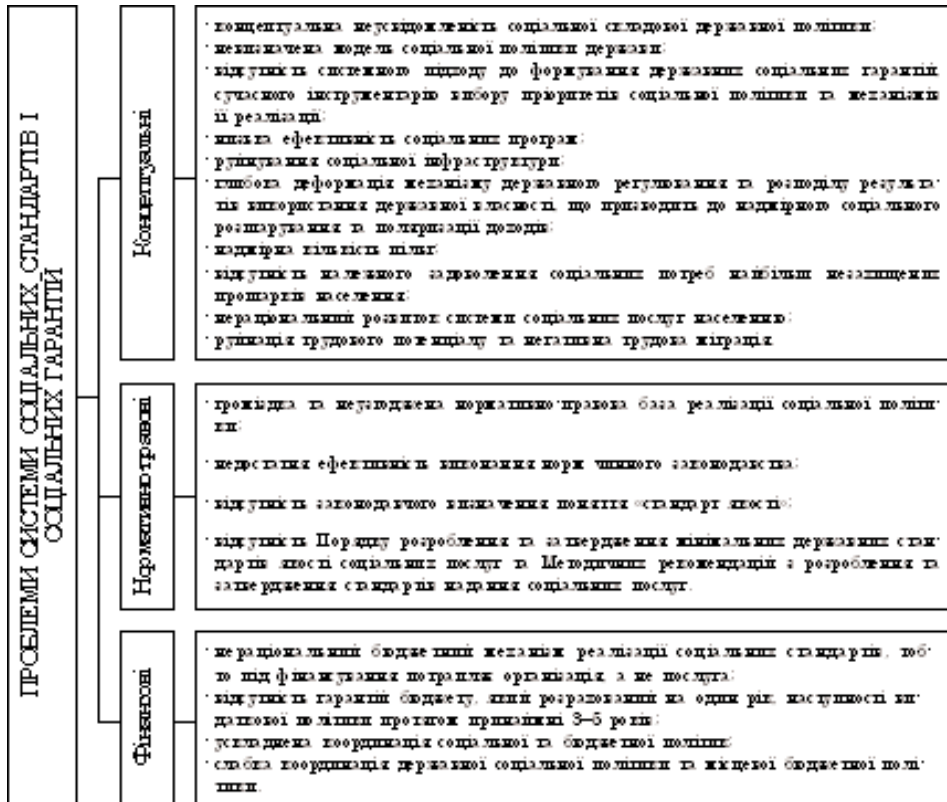 ПРОБЛЕМИ СИСТЕМИ СОЦІАЛЬНИХ СТАНДАРТІВ І
СОЦІАЛЬНИХ ГАРАНТІЙ
Концептуальні
· концептуальна неусвідомленість соціальної складової державної політики;
· невизначена модель соціальної політики держави;
· відсутність системного підходу до формування державних соціальних гарантій,
сучасного інструментарію вибору пріоритетів соціальної політики та механізмів
її реалізації;
· низька ефективність соціальних програм;
· руйнування соціальної інфраструктури;
· глибока деформація механізму державного регулювання та розподілу результа-
тів використання державної власності, що призводить до надмірного соціального
розшарування та поляризації доходів;
· надмірна кількість пільг;
· відсутність належного задоволення соціальних потреб найбільш незахищених
прошарків населення;
· нераціональний розвиток системи соціальних послуг населенню;
· руйнація трудового потенціалу та негативна трудова міграція.
Нормативно-правові
· громіздка та неузгоджена нормативно-правова база реалізації соціальної політи-
ки;
· недостатня ефективність виконання норм чинного законодавства;
· відсутність законодавчого визначення поняття «стандарт якості»;
· відсутність Порядку розроблення та затвердження мінімальних державних стан-
дартів якості соціальних послуг та Методичних рекомендацій з розроблення та
затвердження стандартів надання соціальних послуг.
Фінансові
· нераціональний бюджетний механізм реалізації соціальних стандартів, тоб-
то під фінансування потрапляє організація, а не послуга;
· відсутність гарантій бюджету, який розрахований на один рік, наступності ви-
даткової політики протягом принаймні 3–5 років;
· ускладнена координація соціальної та бюджетної політик;
· слабка координація державної соціальної політики та місцевої бюджетної полі-
тики.